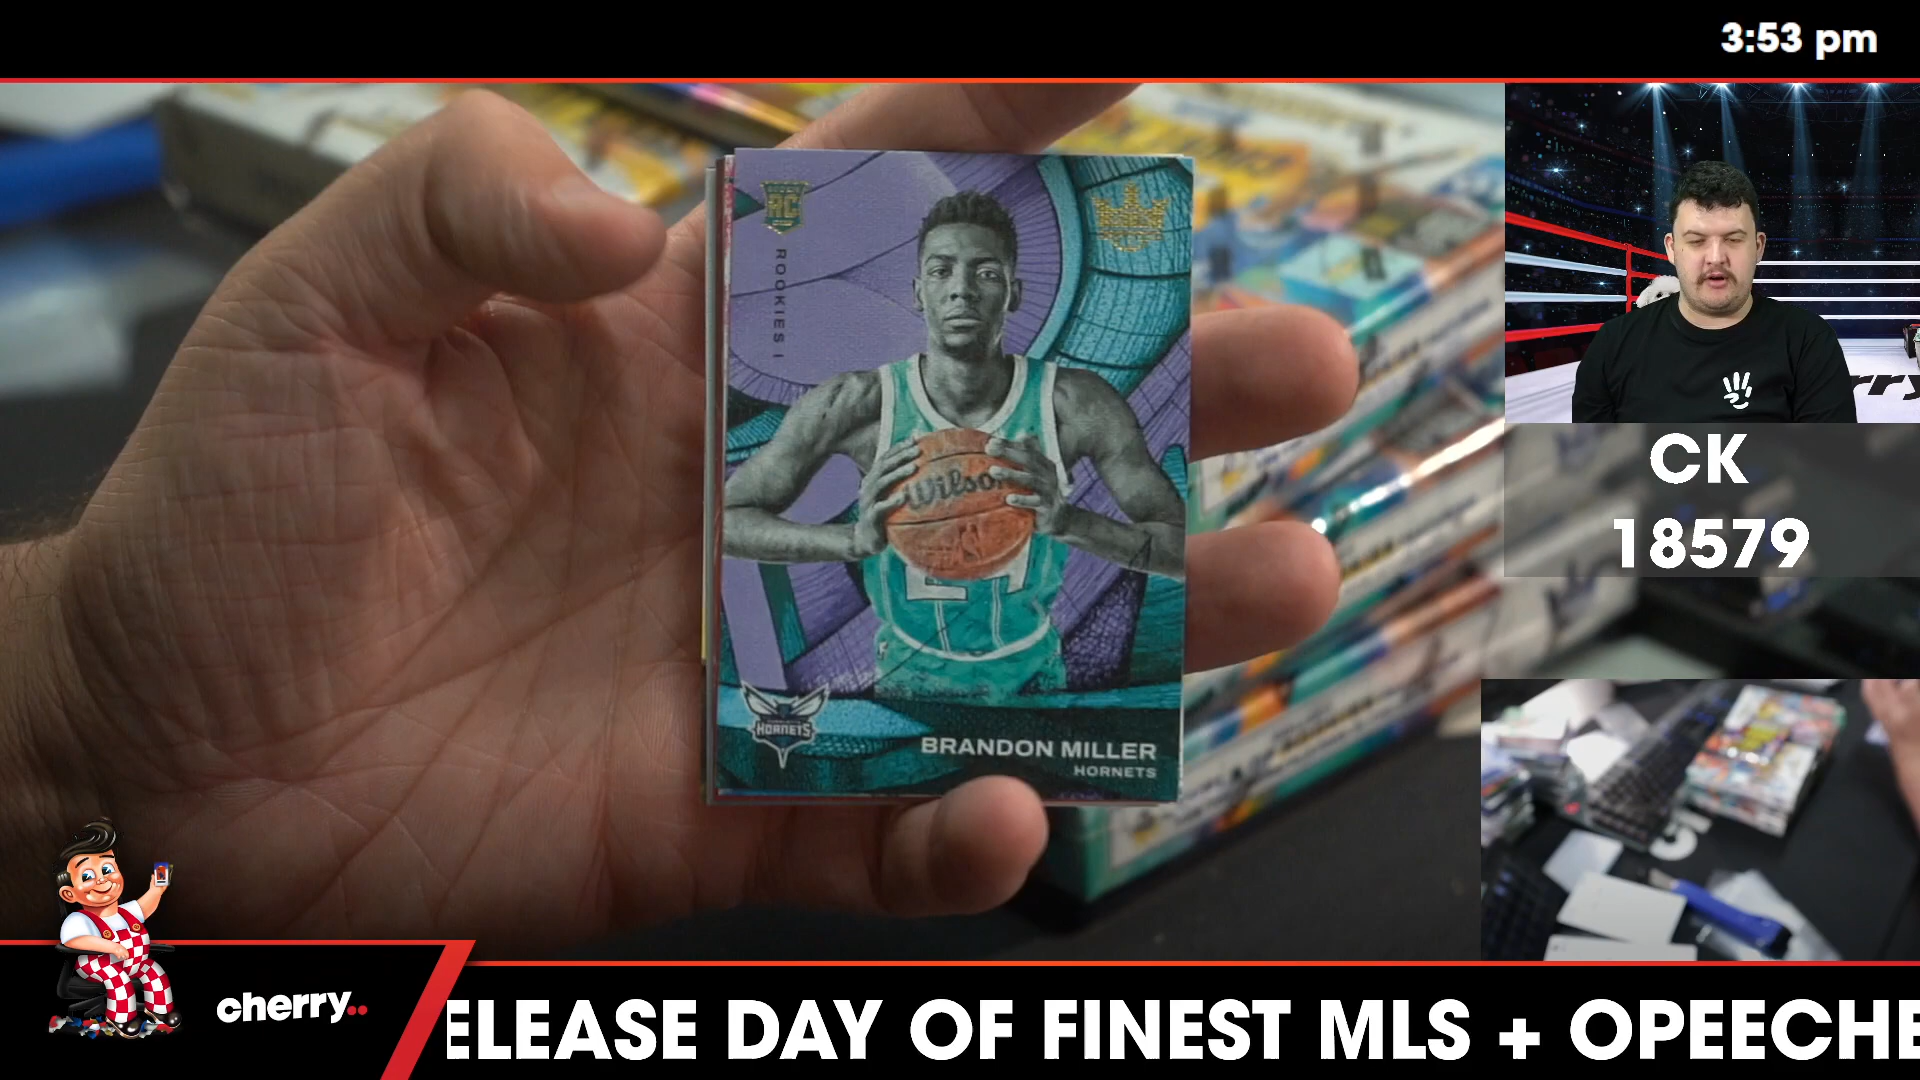 3:53 pm
RC
ROOKIES I
Wilson
HORNETS
BRANDON MILLER
HORNETS
CK
18579
cherry..
ELEASE DAY OF FINEST MLS + OPEECHE